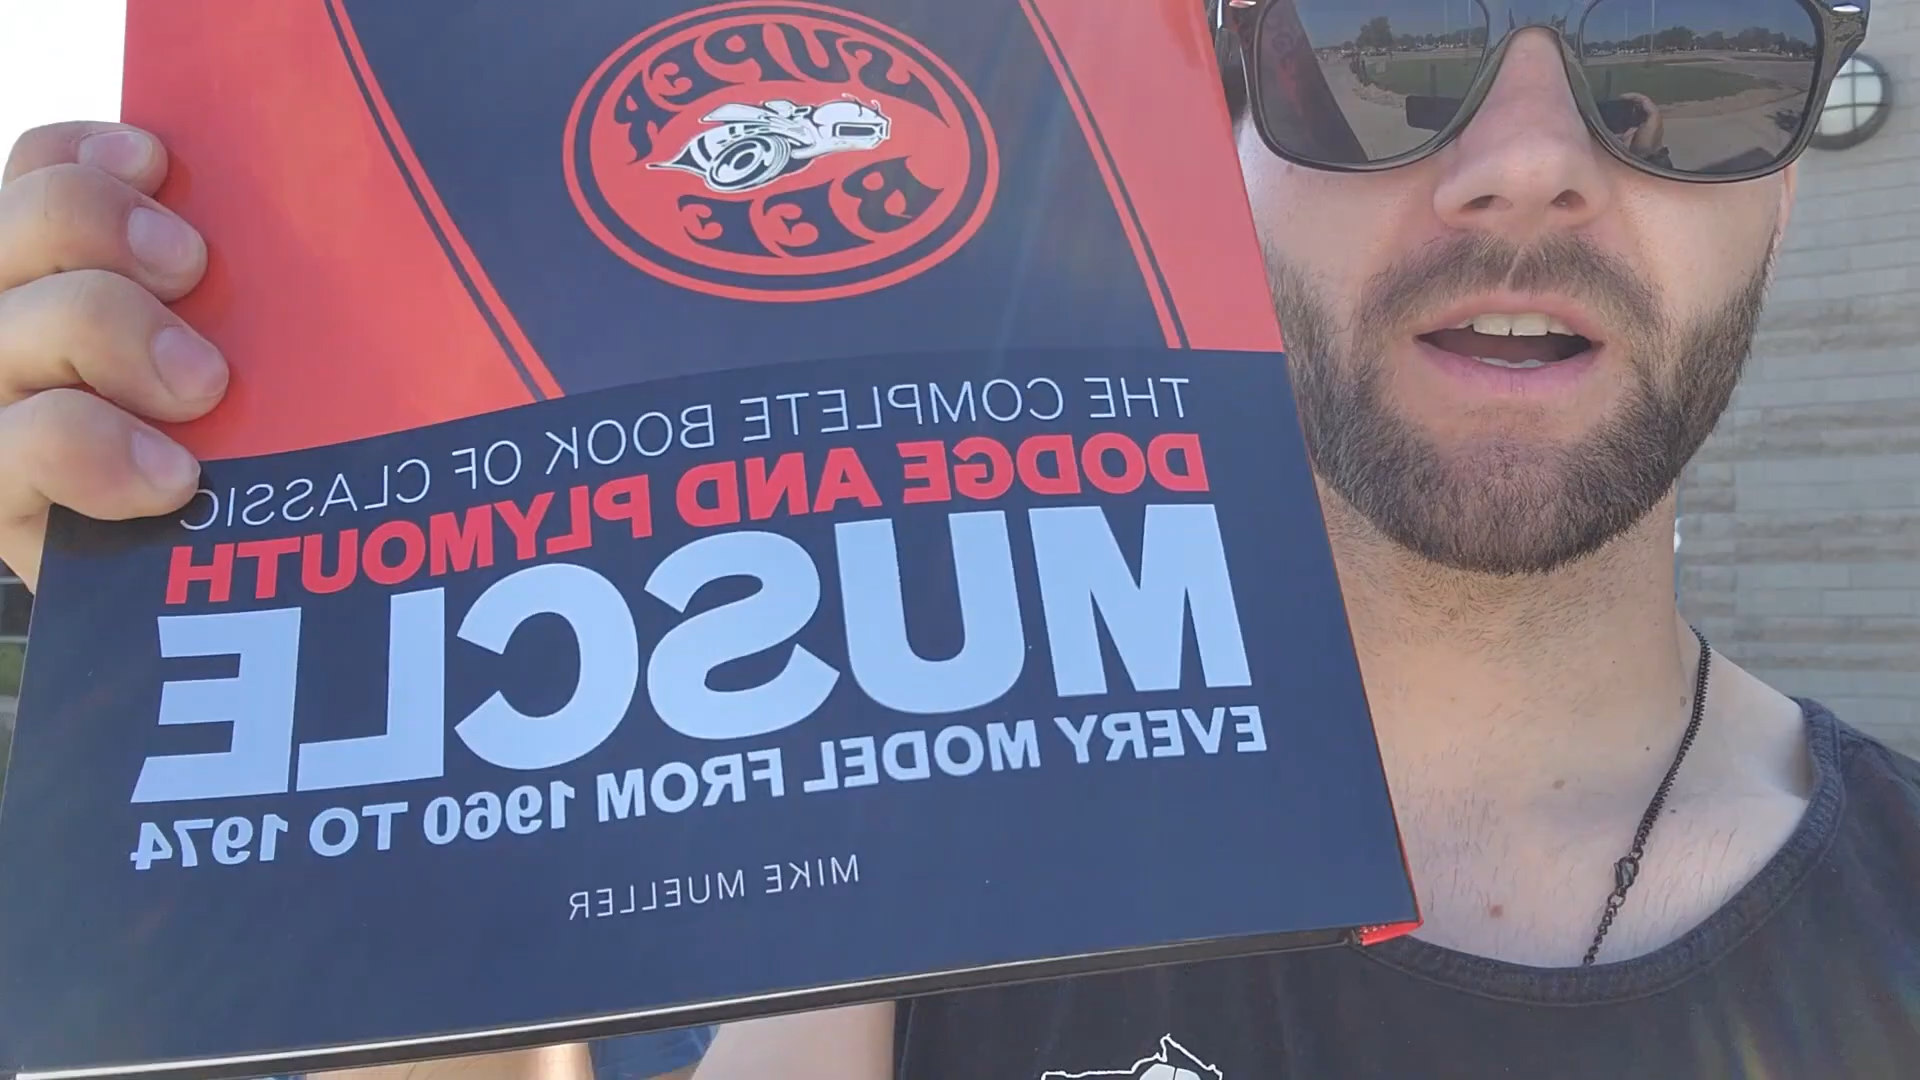 SUPER
BEE
THE COMPLETE BOOK OF CLASSIC
DODGE AND PLYMOUTH
MUSCLE
EVERY MODEL FROM 1960 TO 1974
MIKE MUELLER